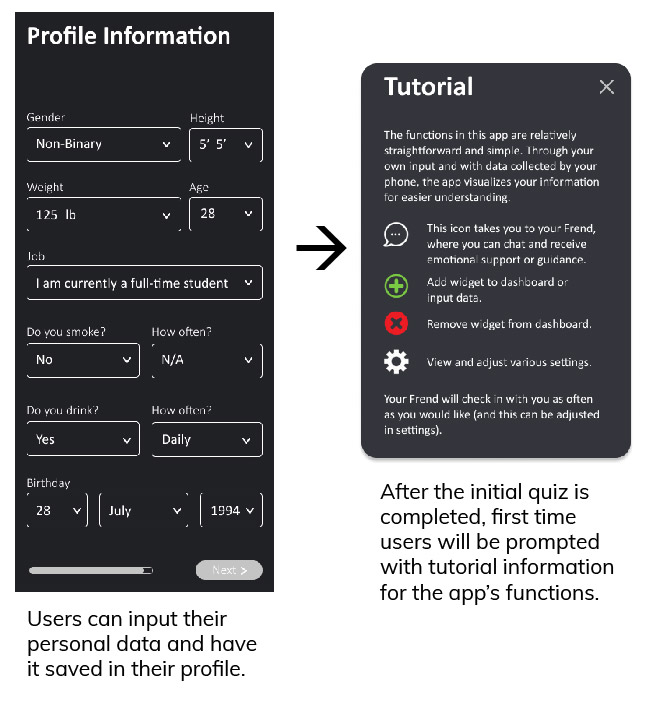 Profile Information
Gender
Height
Non-Binary
5' 5'
Weight
Age
125 lb
28
Job
I am currently a full-time student
Do you smoke?
How often?
No
N/A
Do you drink?
How often?
Yes
Daily
Birthday
28
July
1994
Next >
Users can input their
personal data and have
it saved in their profile.
Tutorial
The functions in this app are relatively
straightforward and simple. Through your
own input and with data collected by your
phone, the app visualizes your information
for easier understanding.
This icon takes you to your Frend,
where you can chat and receive
emotional support or guidance.
Add widget to dashboard or
input data.
Remove widget from dashboard.
View and adjust various settings.
Your Frend will check in with you as often
as you would like (and this can be adjusted
in settings).
After the initial quiz is
completed, first time
users will be prompted
with tutorial information
for the app's functions.